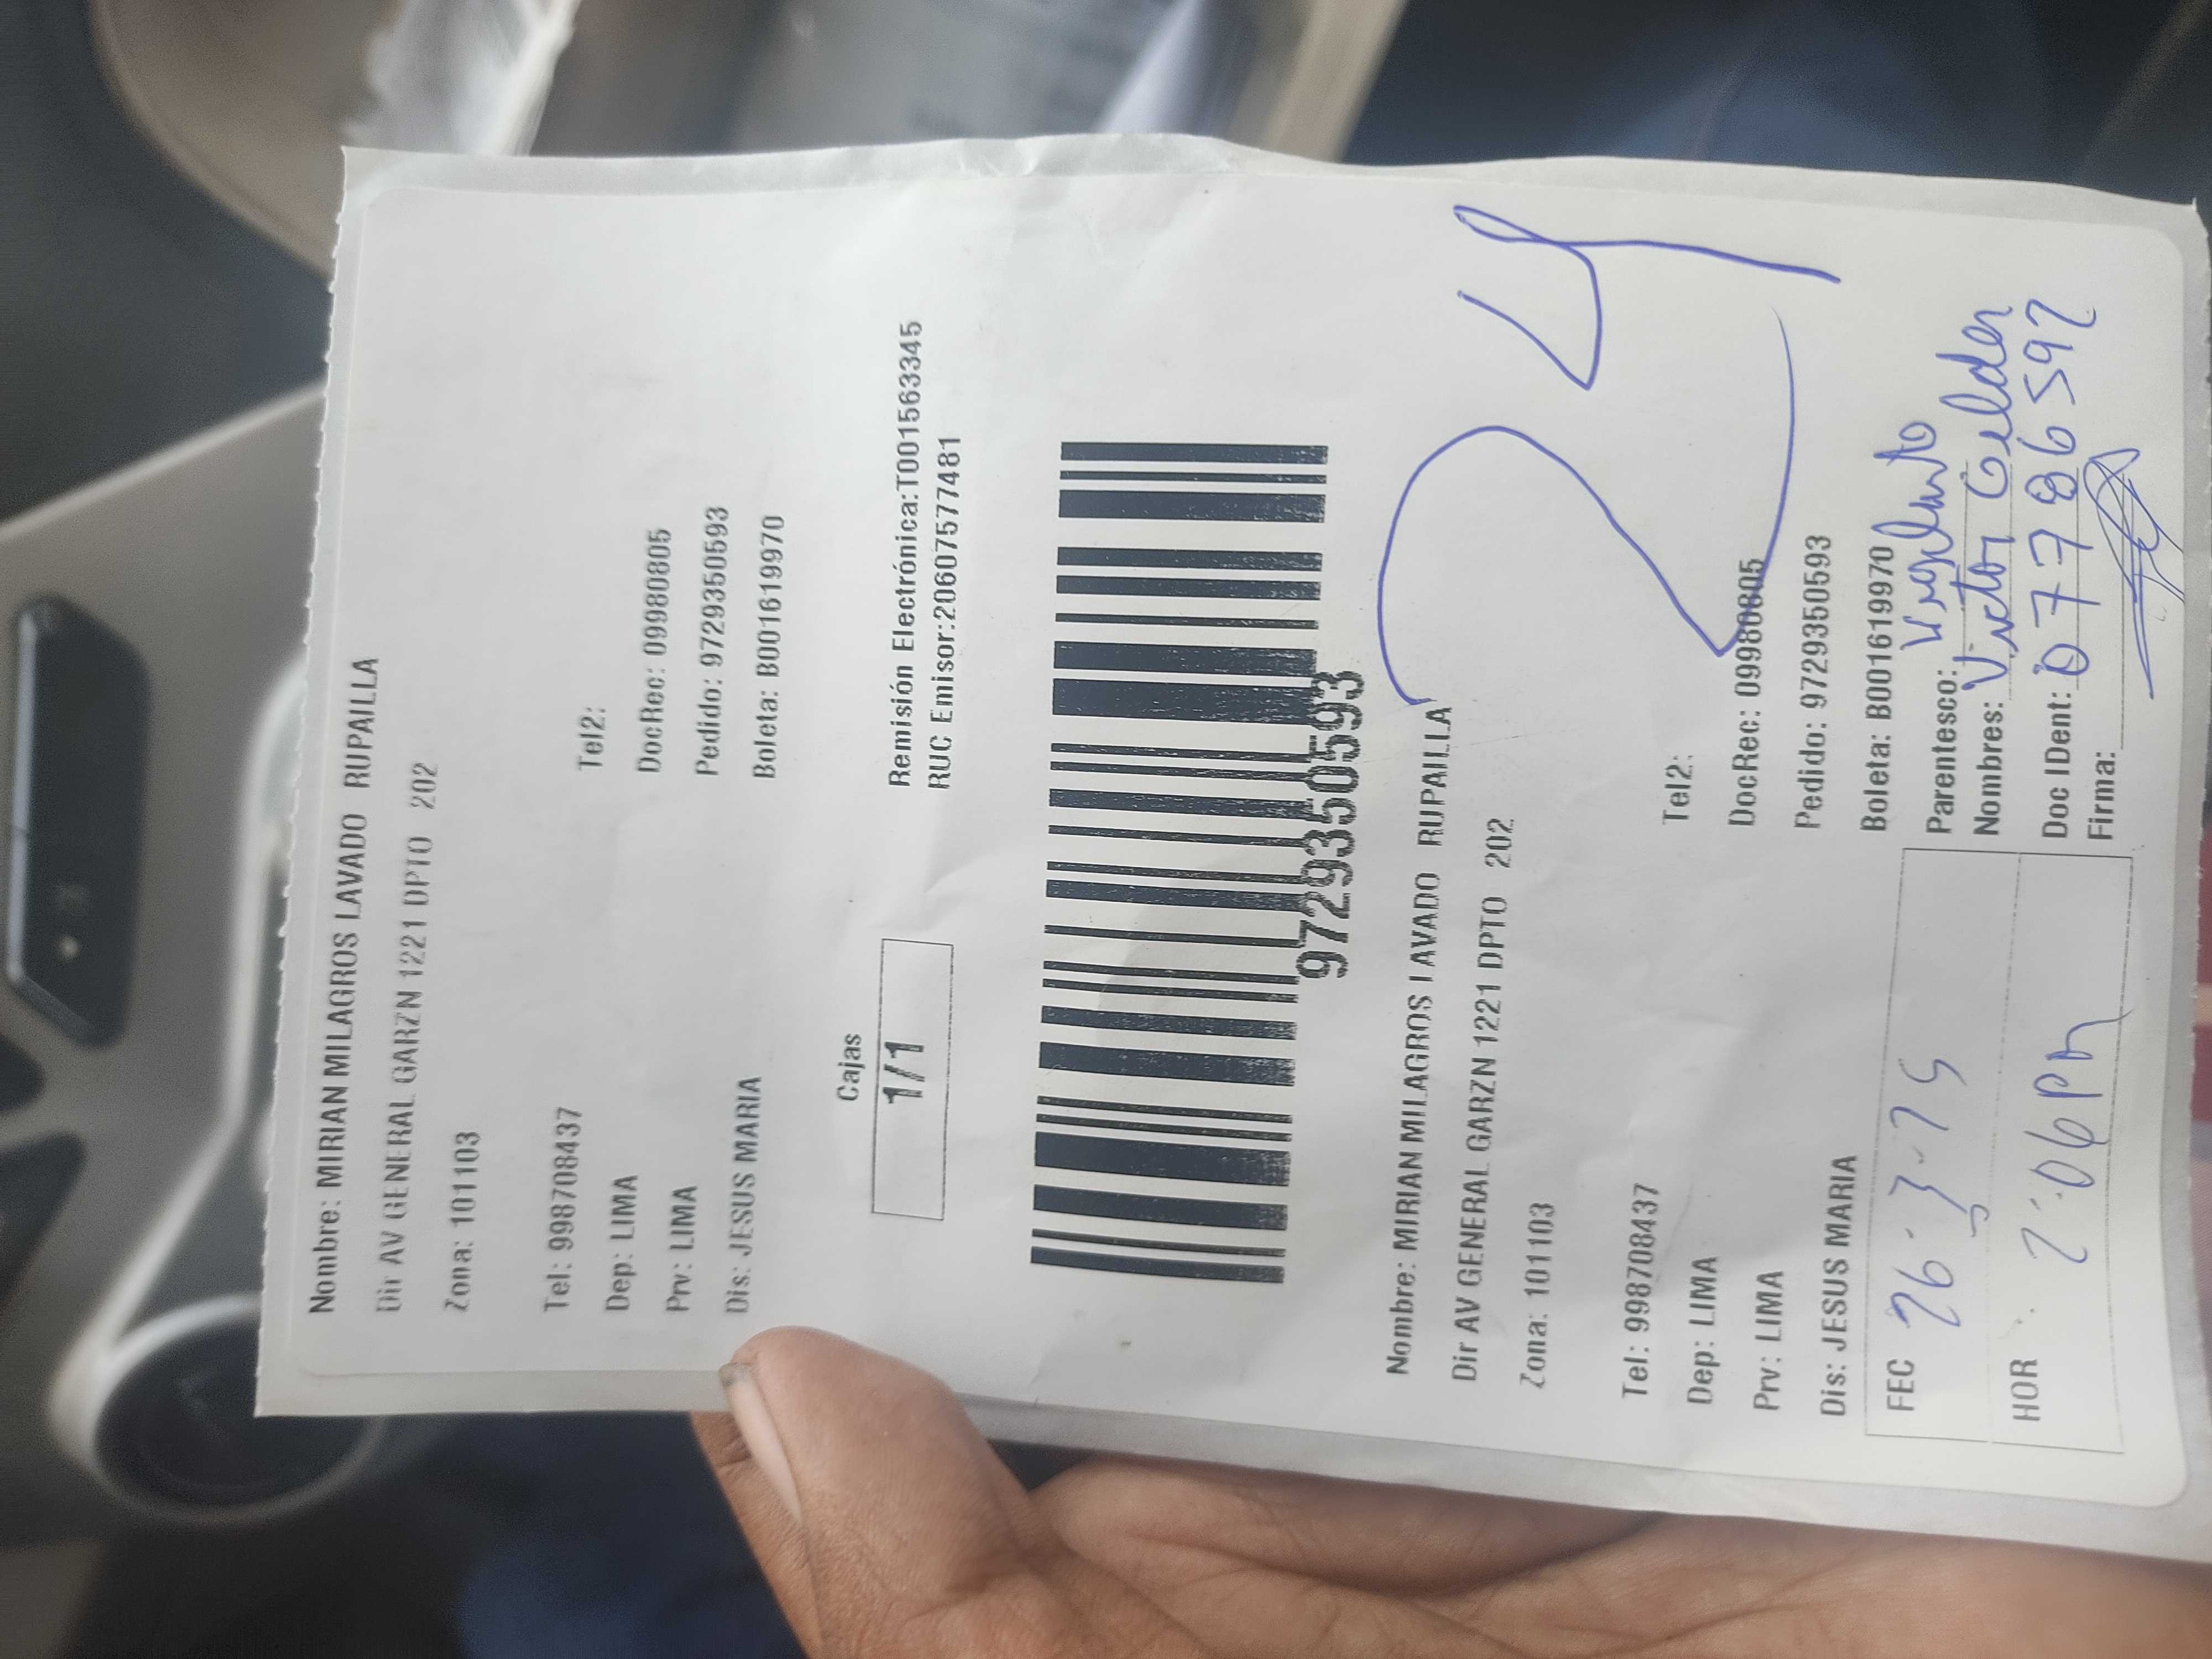 Nombre: MIRIAN MILAGROS LAVADO RUPAILLA
Dir AV GENERAL GARZN 1221 DPTO 202
Zona: 101103
Tel: 998708437 Tel2:
Dep: LIMA DocRec: 09980805
Prv: LIMA Pedido: 97293505​93
Dis: JESUS MARIA Boleta: B001619970
Cajas
1/1
Remisión Electrónica:T001563345
RUC Emisor:20607577481
9729350593
24
Nombre: MIRIAN MILAGROS LAVADO RUPAILLA
Dir AV GENERAL GARZN 1221 DPTO 202
Zona: 101103
Tel: 998708437 Tel2:
Dep: LIMA DocRec: 09980805
Prv: LIMA Pedido: 9729350593
Dis: JESUS MARIA Boleta: B001619970
FEC 26-3-25
HOR 2:06pm
Parentesco: Vigilante
Nombres: Victor
Doc IDent: 07786592
Firma: